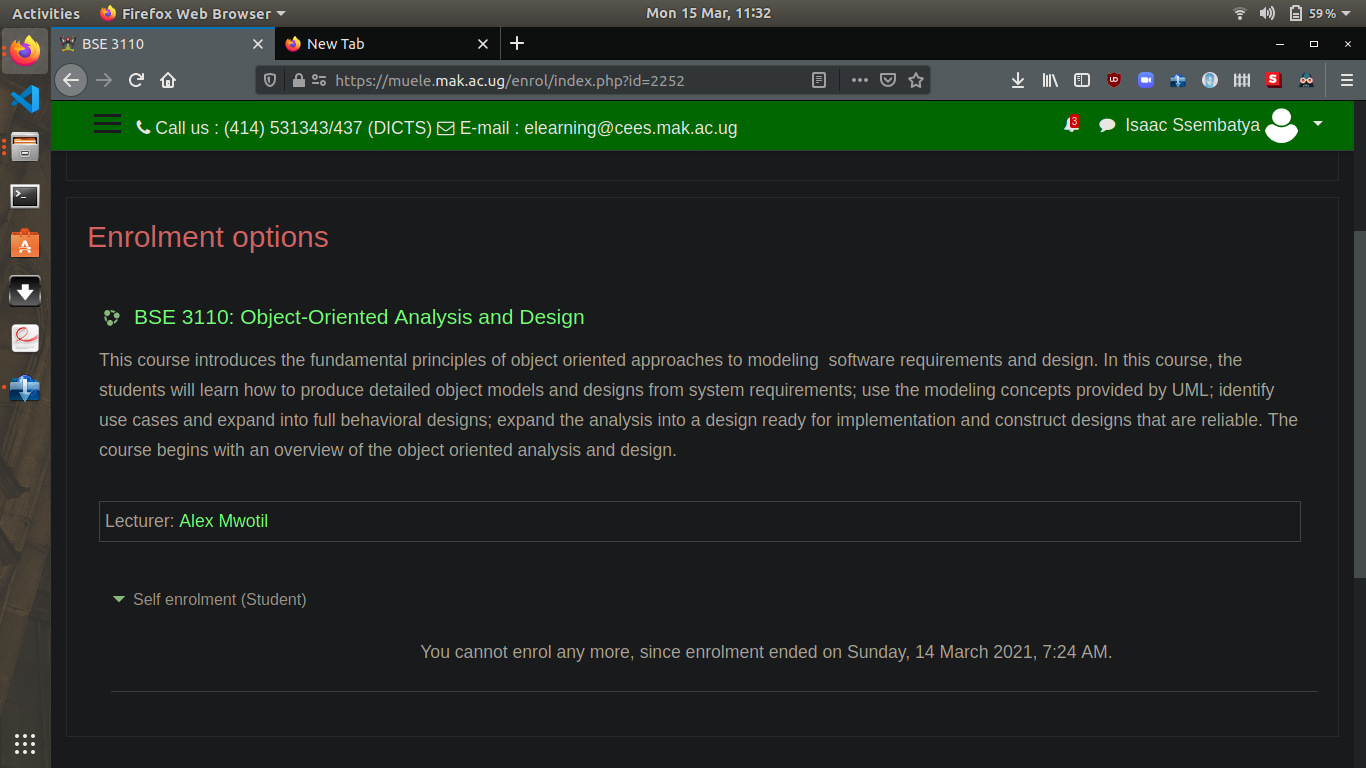 Activities
Firefox Web Browser
Mon 15 Mar, 11:32
59 %
BSE 3110
New Tab
https://muele.mak.ac.ug/enrol/index.php?id=2252
Call us : (414) 531343/437 (DICTS) E-mail : elearning@cees.mak.ac.ug
3
Isaac Ssembatya
Enrolment options
BSE 3110: Object-Oriented Analysis and Design
This course introduces the fundamental principles of object oriented approaches to modeling  software requirements and design. In this course, the
students will learn how to produce detailed object models and designs from system requirements; use the modeling concepts provided by UML; identify
use cases and expand into full behavioral designs; expand the analysis into a design ready for implementation and construct designs that are reliable. The
course begins with an overview of the object oriented analysis and design.
Lecturer: Alex Mwotil
Self enrolment (Student)
You cannot enrol any more, since enrolment ended on Sunday, 14 March 2021, 7:24 AM.